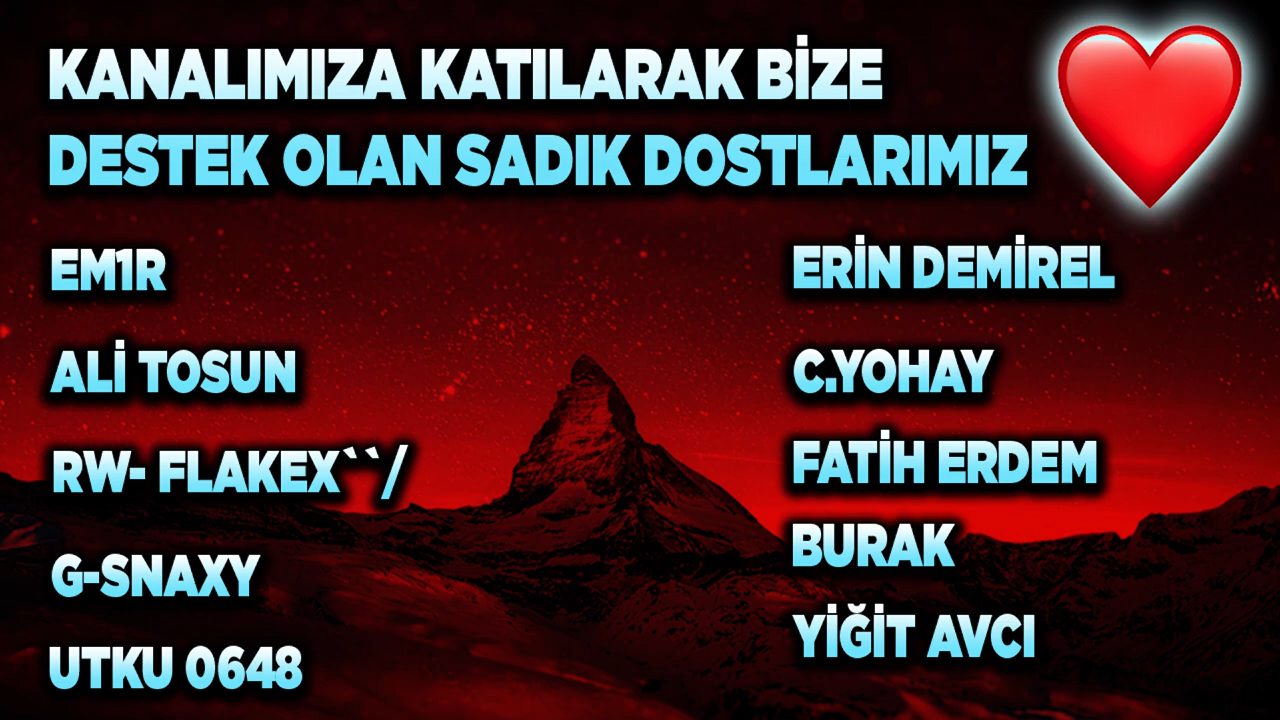 KANALIMIZA KATILARAK BİZE
DESTEK OLAN SADIK DOSTLARIMIZ
EM1R
ALİ TOSUN
RW- FLAKEX``/
G-SNAXY
UTKU 0648
ERİN DEMİREL
C.YOHAY
FATİH ERDEM
BURAK
YİĞİT AVCI